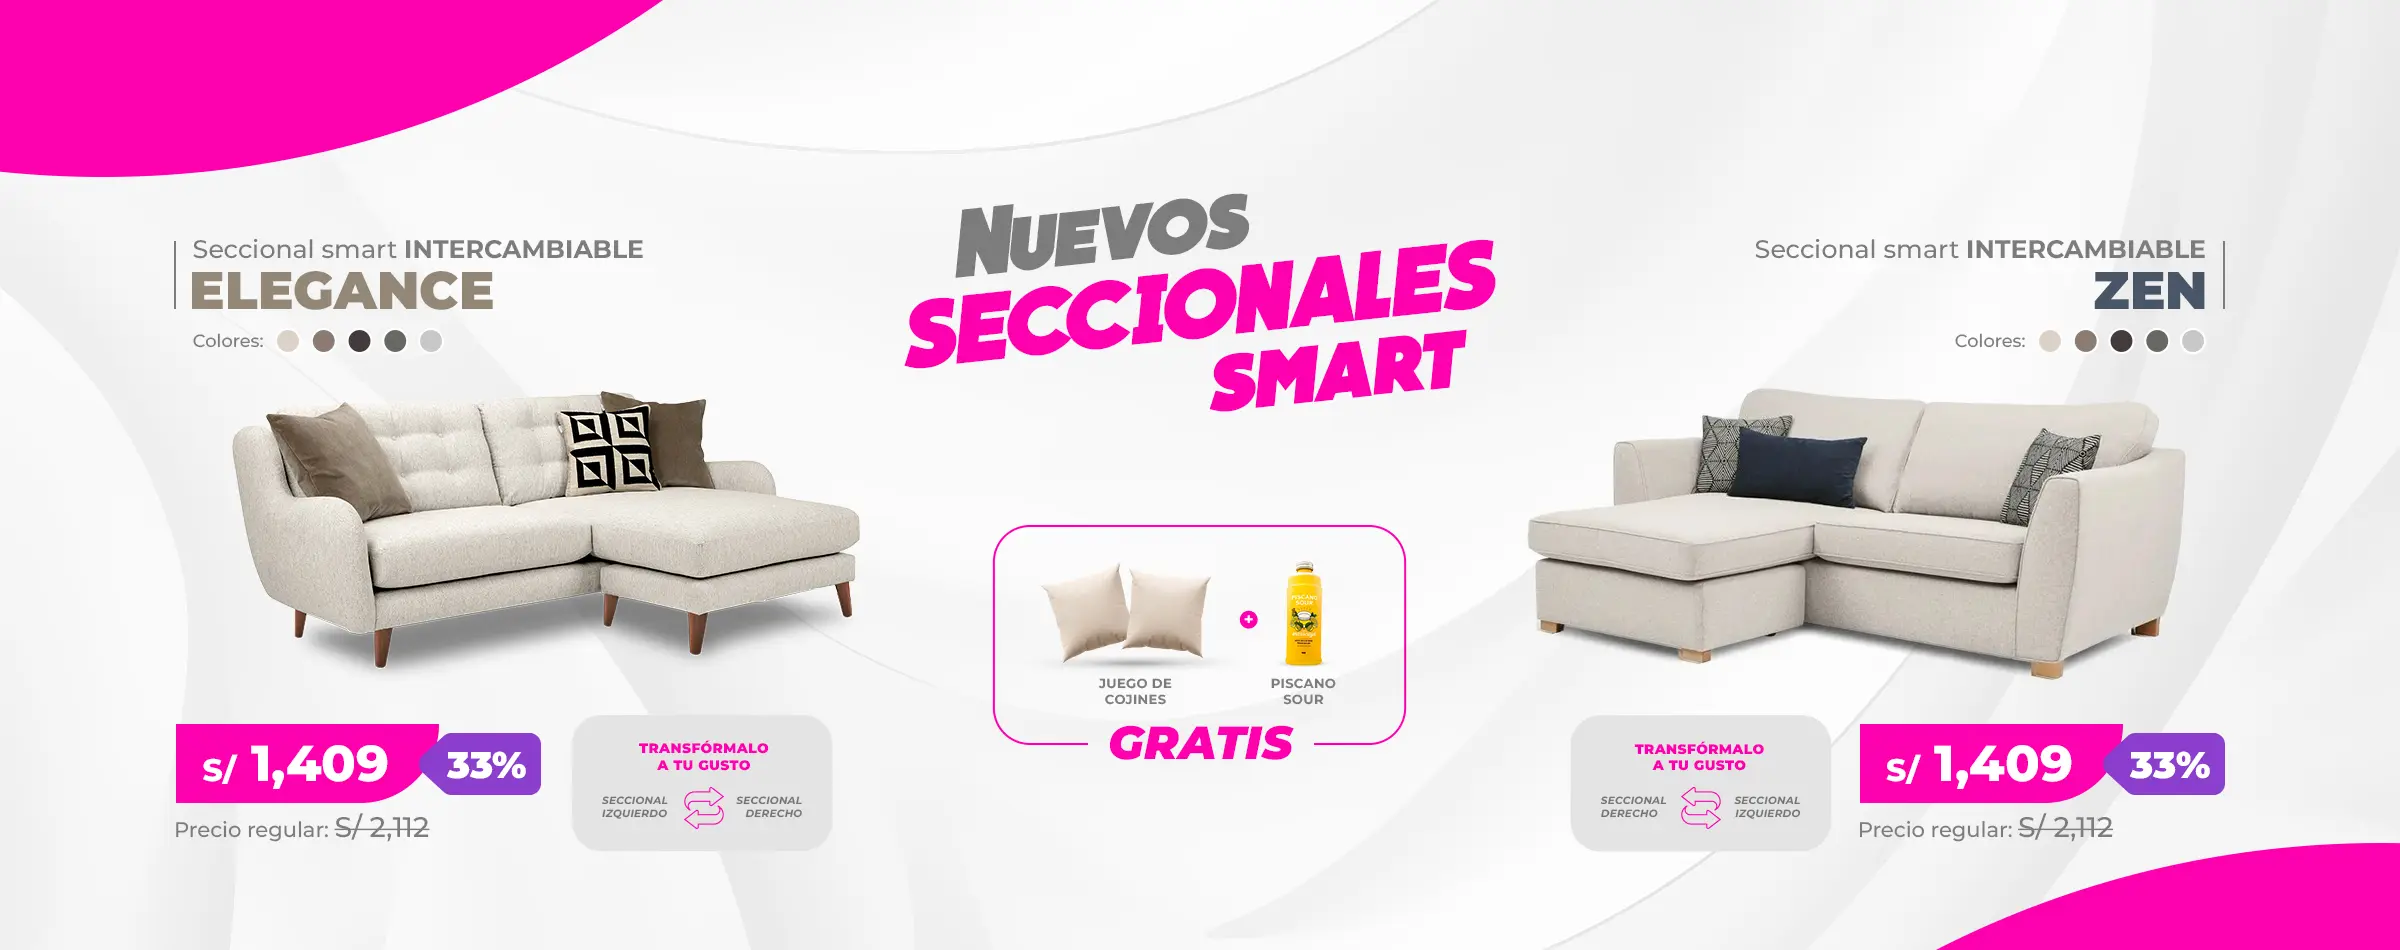 NUEVOS
SECCIONALES
SMART
Seccional smart INTERCAMBIABLE
ELEGANCE
Colores:
S/ 1,409
33%
Precio regular: S/ 2,112
TRANSFÓRMALO
A TU GUSTO
SECCIONAL
IZQUIERDO
SECCIONAL
DERECHO
PISCANO
SOUR
JUEGO DE
COJINES
PISCANO
SOUR
GRATIS
Seccional smart INTERCAMBIABLE
ZEN
Colores:
TRANSFÓRMALO
A TU GUSTO
SECCIONAL
DERECHO
SECCIONAL
IZQUIERDO
S/ 1,409
33%
Precio regular: S/ 2,112